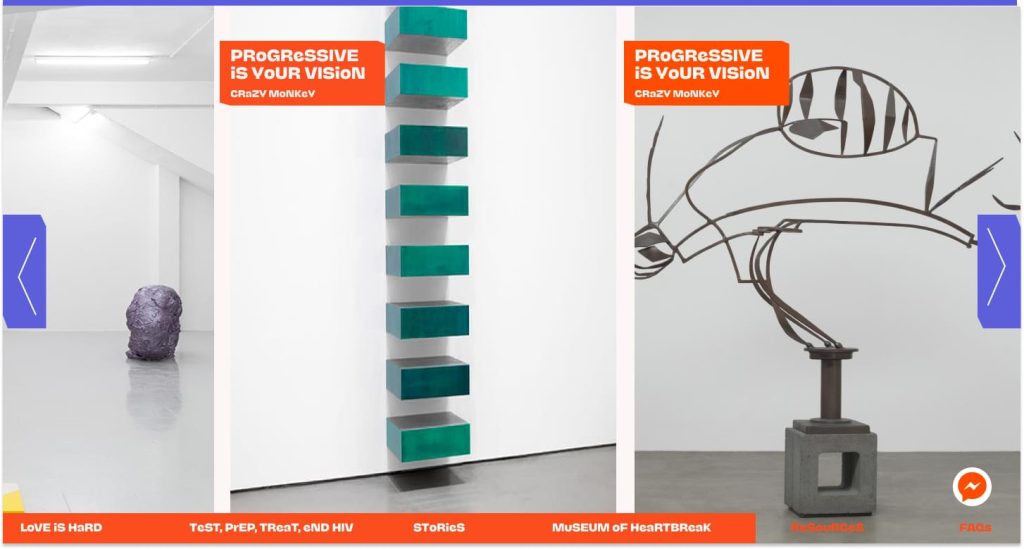 PRoGReSSIVE
iS YoUR VISioN
CRaZY MoNKeY
PRoGReSSIVE
iS YoUR VISioN
CRaZY MoNKeY
LoVE iS HaRD
TeST, PrEP, TReaT, eND HIV
SToRieS
MuSEUM oF HeaRTBReaK
ReSouRCeS
FAQs